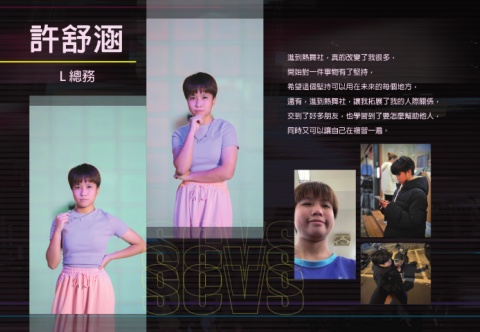 許舒涵
L 總務
進到熱舞社，真的改變了我很多，
開始對一件事物有了堅持，
希望這個堅持可以用在未來的每個地方，
還有，進到熱舞社，讓我拓展了我的人際關係，
交到了好多朋友，也學習到了要怎麼幫助他人，
同時又可以讓自己在複習一遍。
SCVS
SCVS